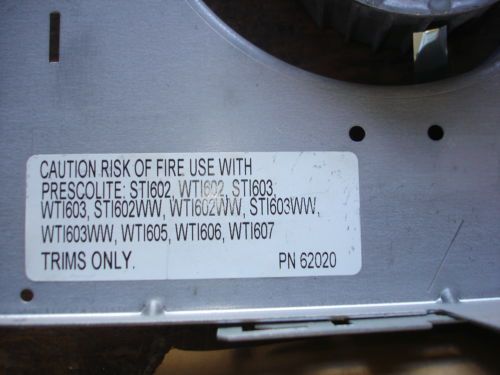 CAUTION RISK OF FIRE USE WITH
PRESCOLITE: STI602, WTI602, STI603,
WTI603, STI602WW, WTI602WW, STI603WW,
WTI603WW, WTI605, WTI606, WTI607
TRIMS ONLY. PN 62020